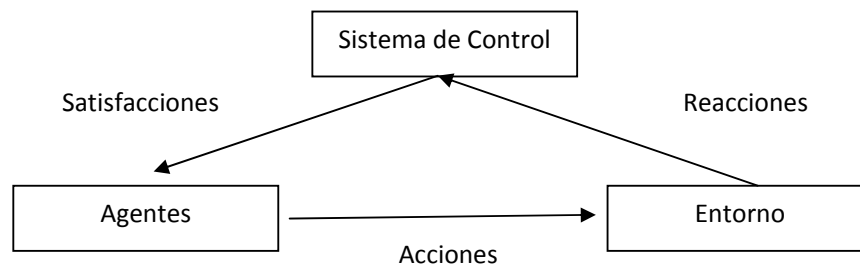 Sistema de Control
Satisfacciones
Reacciones
Agentes
Entorno
Acciones